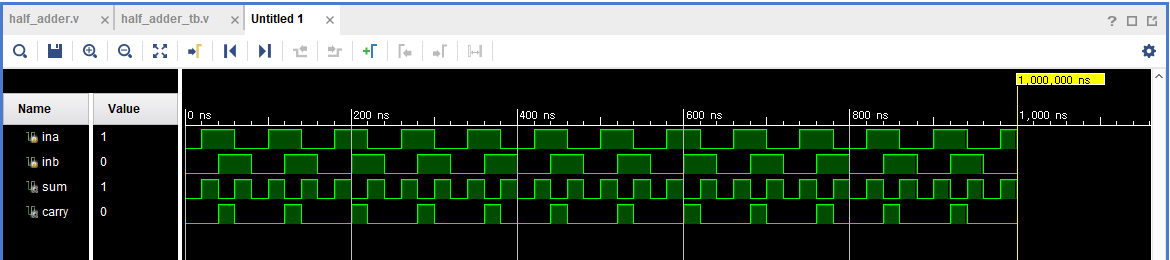 half_adder.v half_adder_tb.v Untitled 1
1,000,000 ns
Name Value
0 ns 200 ns 400 ns 600 ns 800 ns 1,000 ns
ina 1
inb 0
sum 1
carry 0